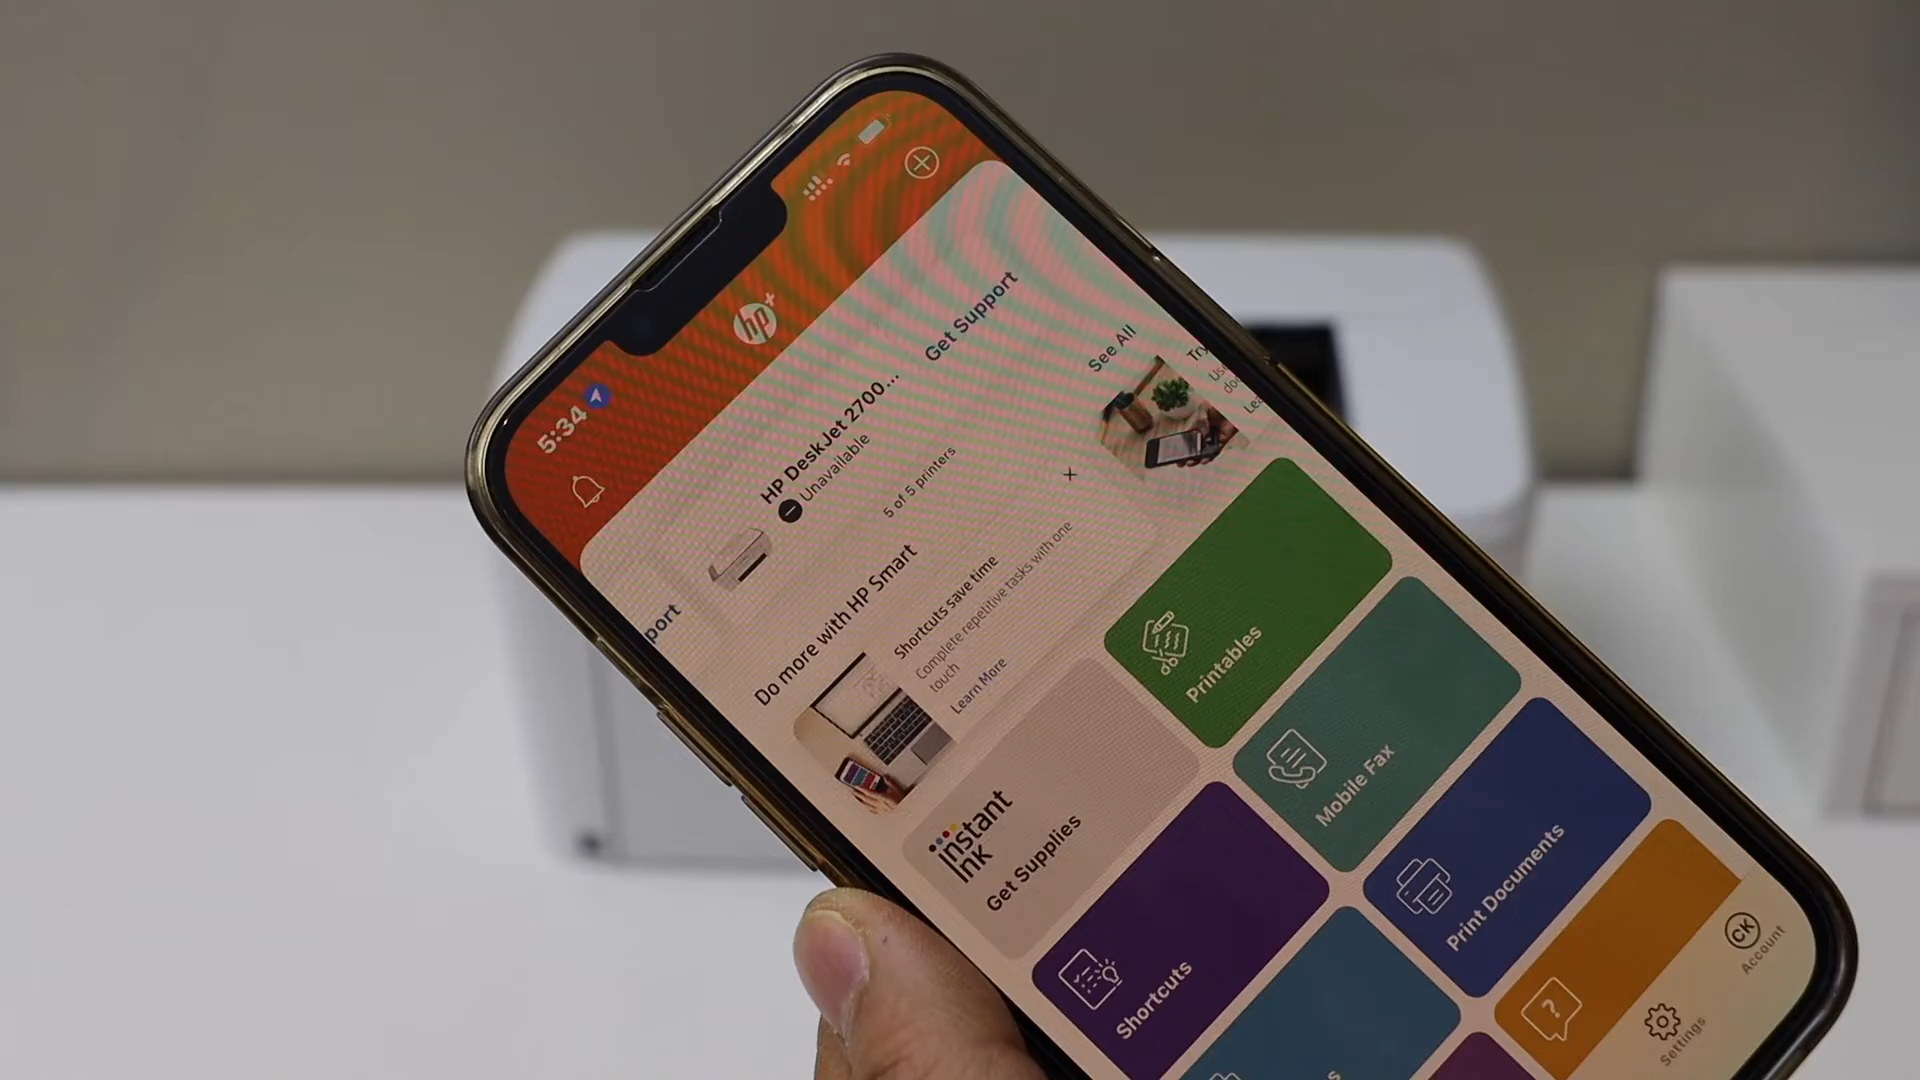 5:34
hp+
port
HP DeskJet 2700...
Unavailable
Get Support
5 of 5 printers
Do more with HP Smart
See All
Shortcuts save time
Complete repetitive tasks with one
touch
Learn More
Try
Instant
Ink
Get Supplies
Printables
Shortcuts
Mobile Fax
Print Documents
?
CK
Account
Settings